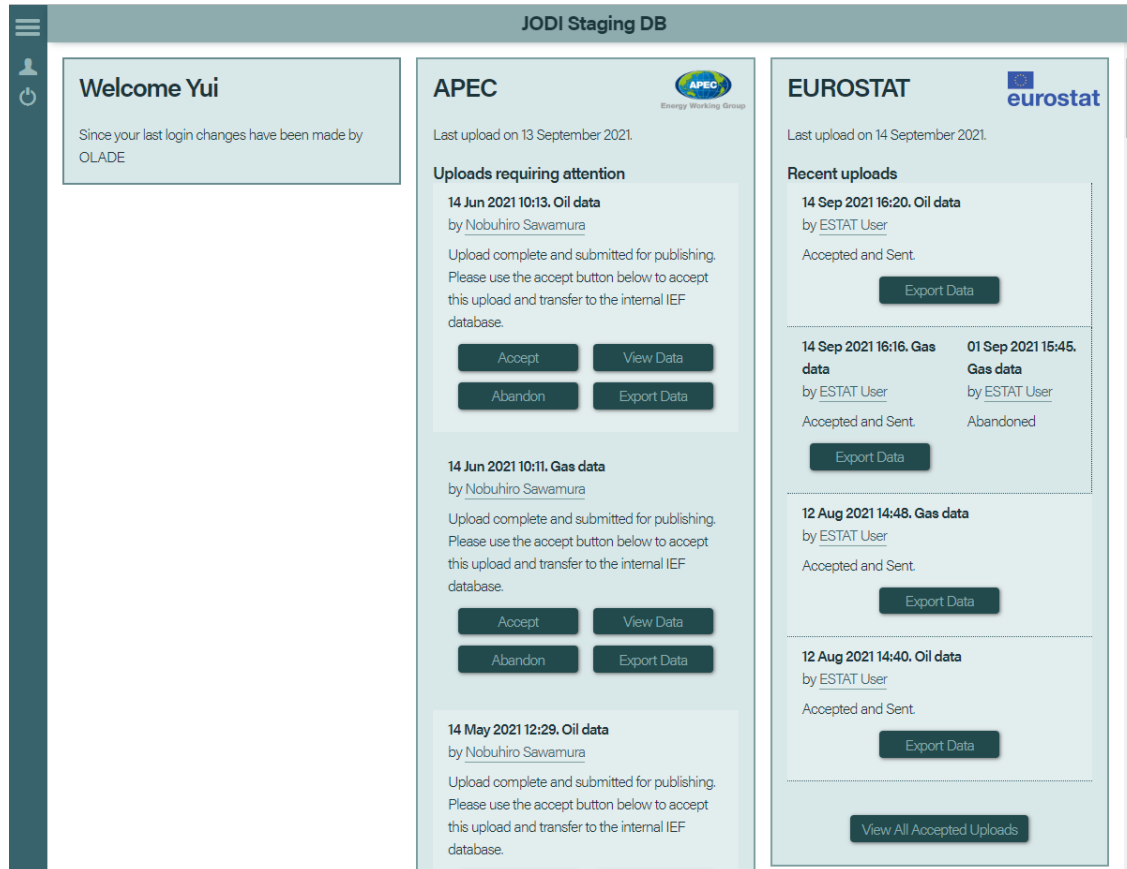 JODI Staging DB
Welcome Yui
Since your last login changes have been made by
OLADE
APEC
APEC
Energy Working Group
Last upload on 13 September 2021.
Uploads requiring attention
14 Jun 2021 10:13. Oil data
by Nobuhiro Sawamura
Upload complete and submitted for publishing.
Please use the accept button below to accept
this upload and transfer to the internal IEF
database.
Accept
View Data
Abandon
Export Data
14 Jun 2021 10:11. Gas data
by Nobuhiro Sawamura
Upload complete and submitted for publishing.
Please use the accept button below to accept
this upload and transfer to the internal IEF
database.
Accept
View Data
Abandon
Export Data
14 May 2021 12:29. Oil data
by Nobuhiro Sawamura
Upload complete and submitted for publishing.
Please use the accept button below to accept
this upload and transfer to the internal IEF
database.
EUROSTAT
eurostat
Last upload on 14 September 2021.
Recent uploads
14 Sep 2021 16:20. Oil data
by ESTAT User
Accepted and Sent.
Export Data
14 Sep 2021 16:16. Gas
data
by ESTAT User
Accepted and Sent.
Export Data
01 Sep 2021 15:45.
Gas data
by ESTAT User
Abandoned
12 Aug 2021 14:48. Gas data
by ESTAT User
Accepted and Sent.
Export Data
12 Aug 2021 14:40. Oil data
by ESTAT User
Accepted and Sent.
Export Data
View All Accepted Uploads